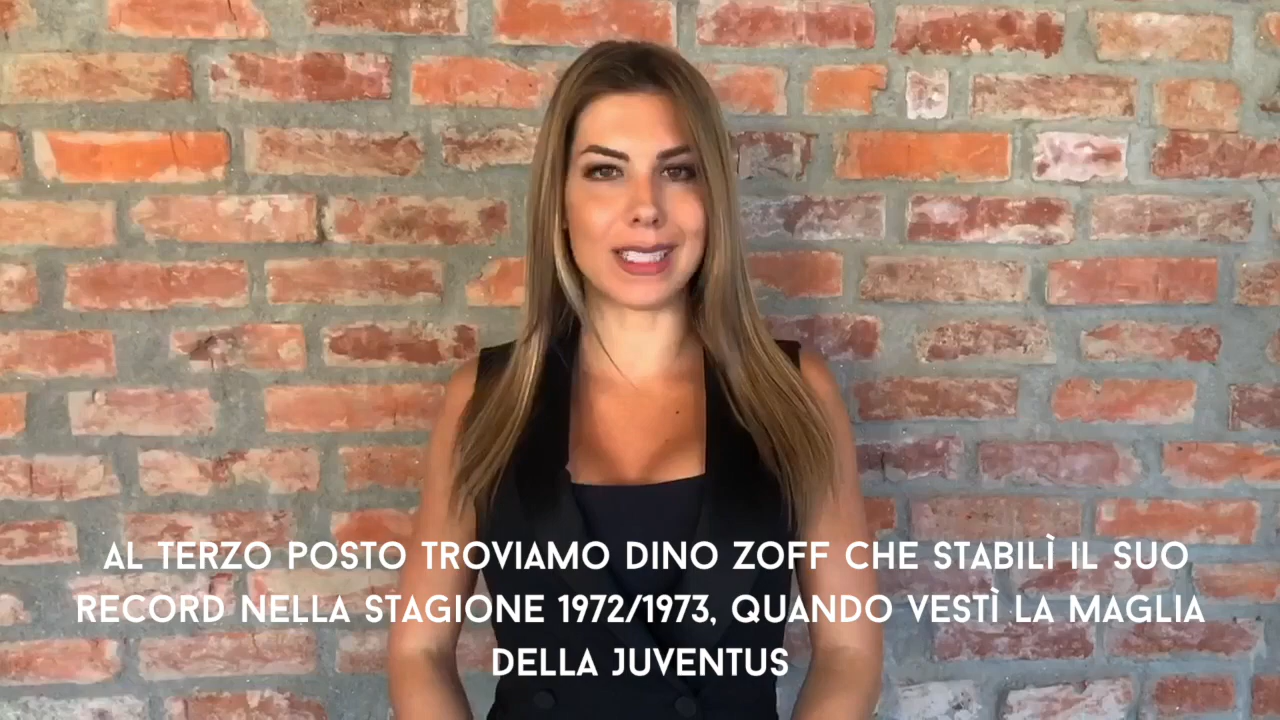 AL TERZO POSTO TROVIAMO DINO ZOFF CHE STABILÌ IL SUO
RECORD NELLA STAGIONE 1972/1973, QUANDO VESTÌ LA MAGLIA
DELLA JUVENTUS